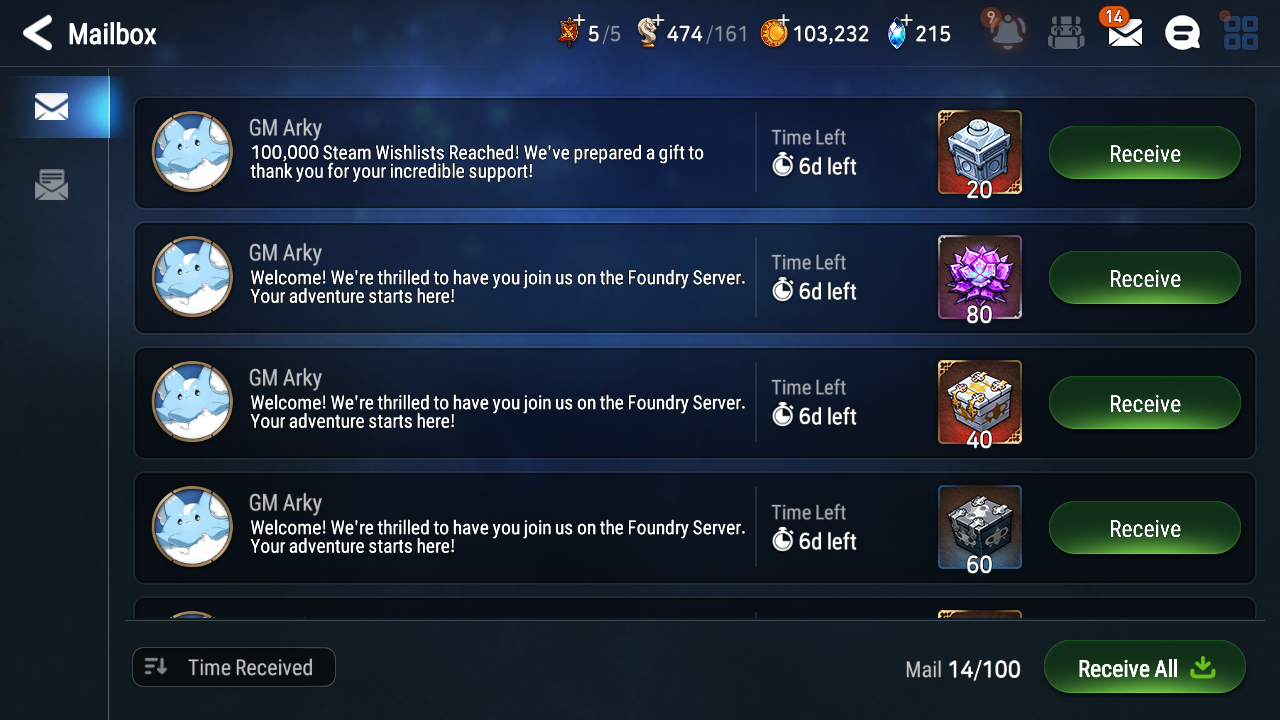 Mailbox
5/5
474/161
103,232
215
9
14
GM Arky
100,000 Steam Wishlists Reached! We've prepared a gift to
thank you for your incredible support!
Time Left
6d left
20
Receive
GM Arky
Welcome! We're thrilled to have you join us on the Foundry Server.
Your adventure starts here!
Time Left
6d left
80
Receive
GM Arky
Welcome! We're thrilled to have you join us on the Foundry Server.
Your adventure starts here!
Time Left
6d left
40
Receive
GM Arky
Welcome! We're thrilled to have you join us on the Foundry Server.
Your adventure starts here!
Time Left
6d left
60
Receive
Time Received
Mail 14/100
Receive All